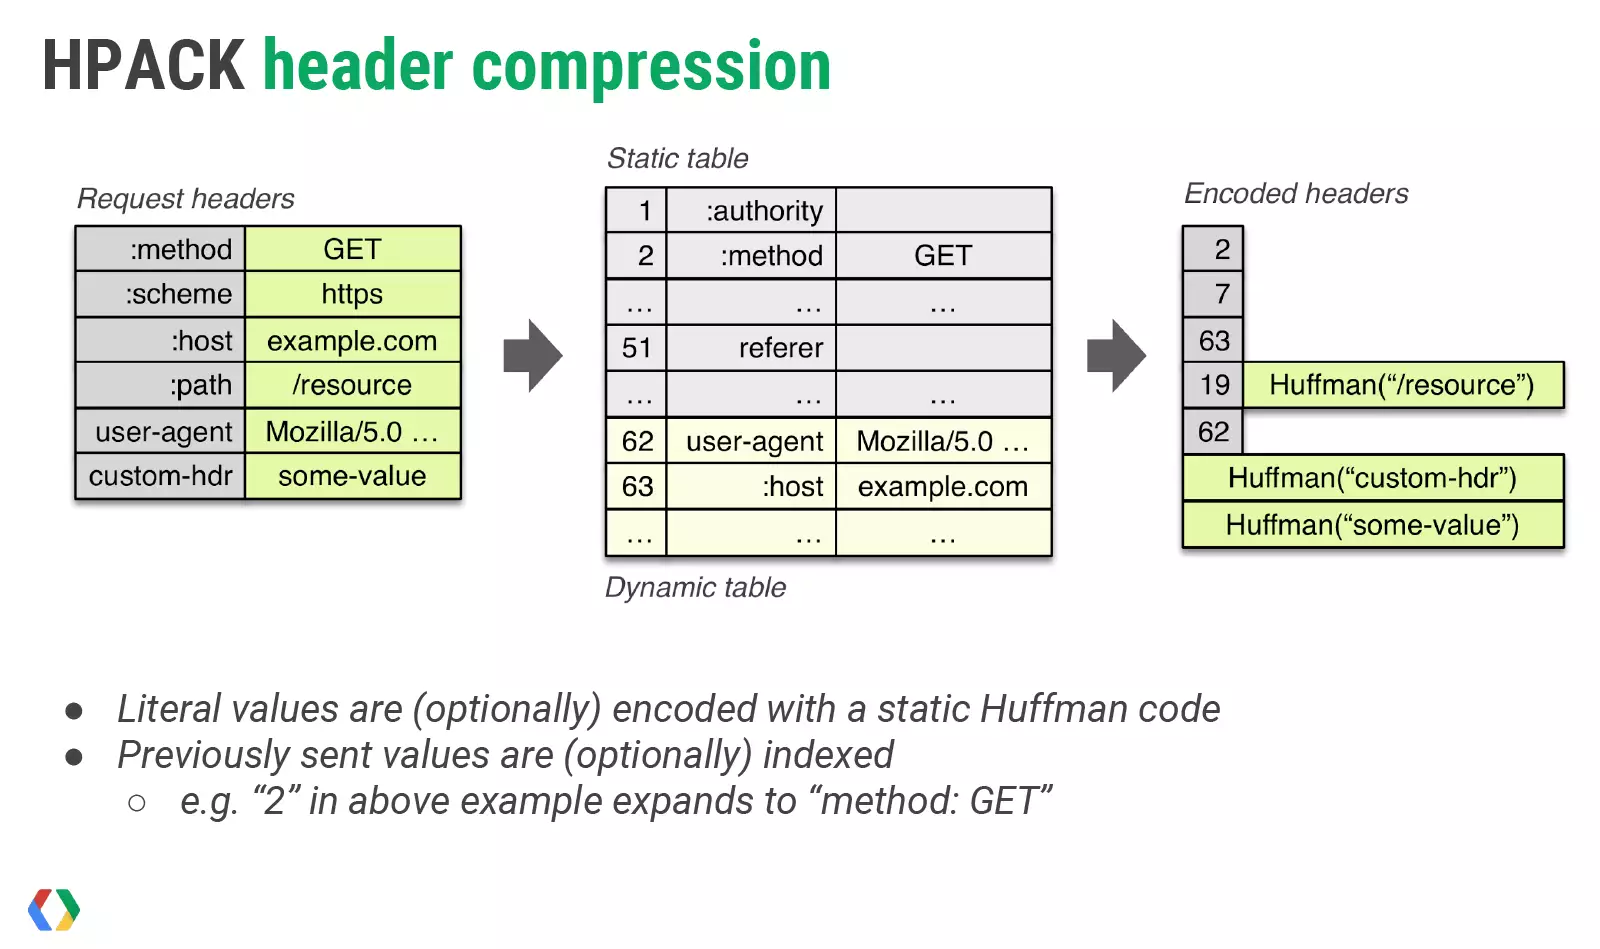 HPACK header compression
Request headers
:method GET
:scheme https
:host example.com
:path /resource
user-agent Mozilla/5.0 ...
custom-hdr some-value
Static table
1 :authority
2 :method GET
... ... ...
51 referer
... ... ...
62 user-agent Mozilla/5.0 ...
63 :host example.com
... ... ...
Dynamic table
Encoded headers
2
7
63
19 Huffman(“/resource”)
62
Huffman(“custom-hdr”)
Huffman(“some-value”)
● Literal values are (optionally) encoded with a static Huffman code
● Previously sent values are (optionally) indexed
○ e.g. “2” in above example expands to “method: GET”